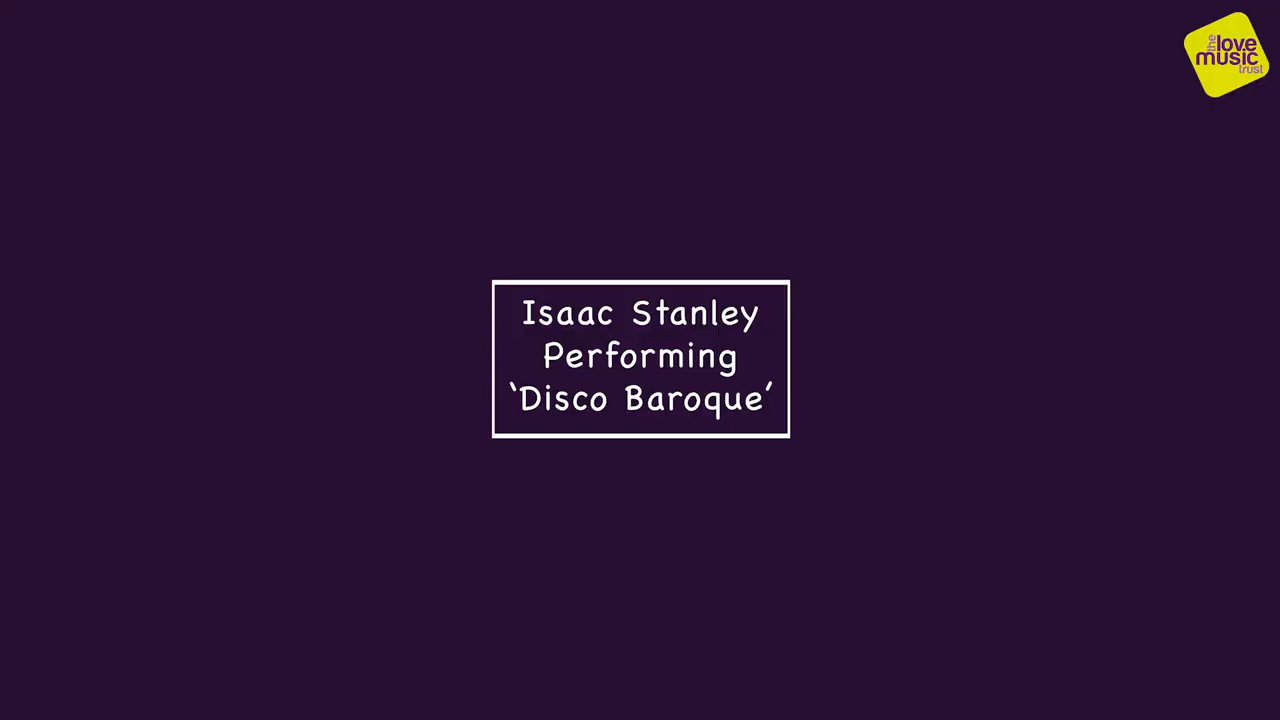 the love
music
trust
Isaac Stanley
Performing
‘Disco Baroque’